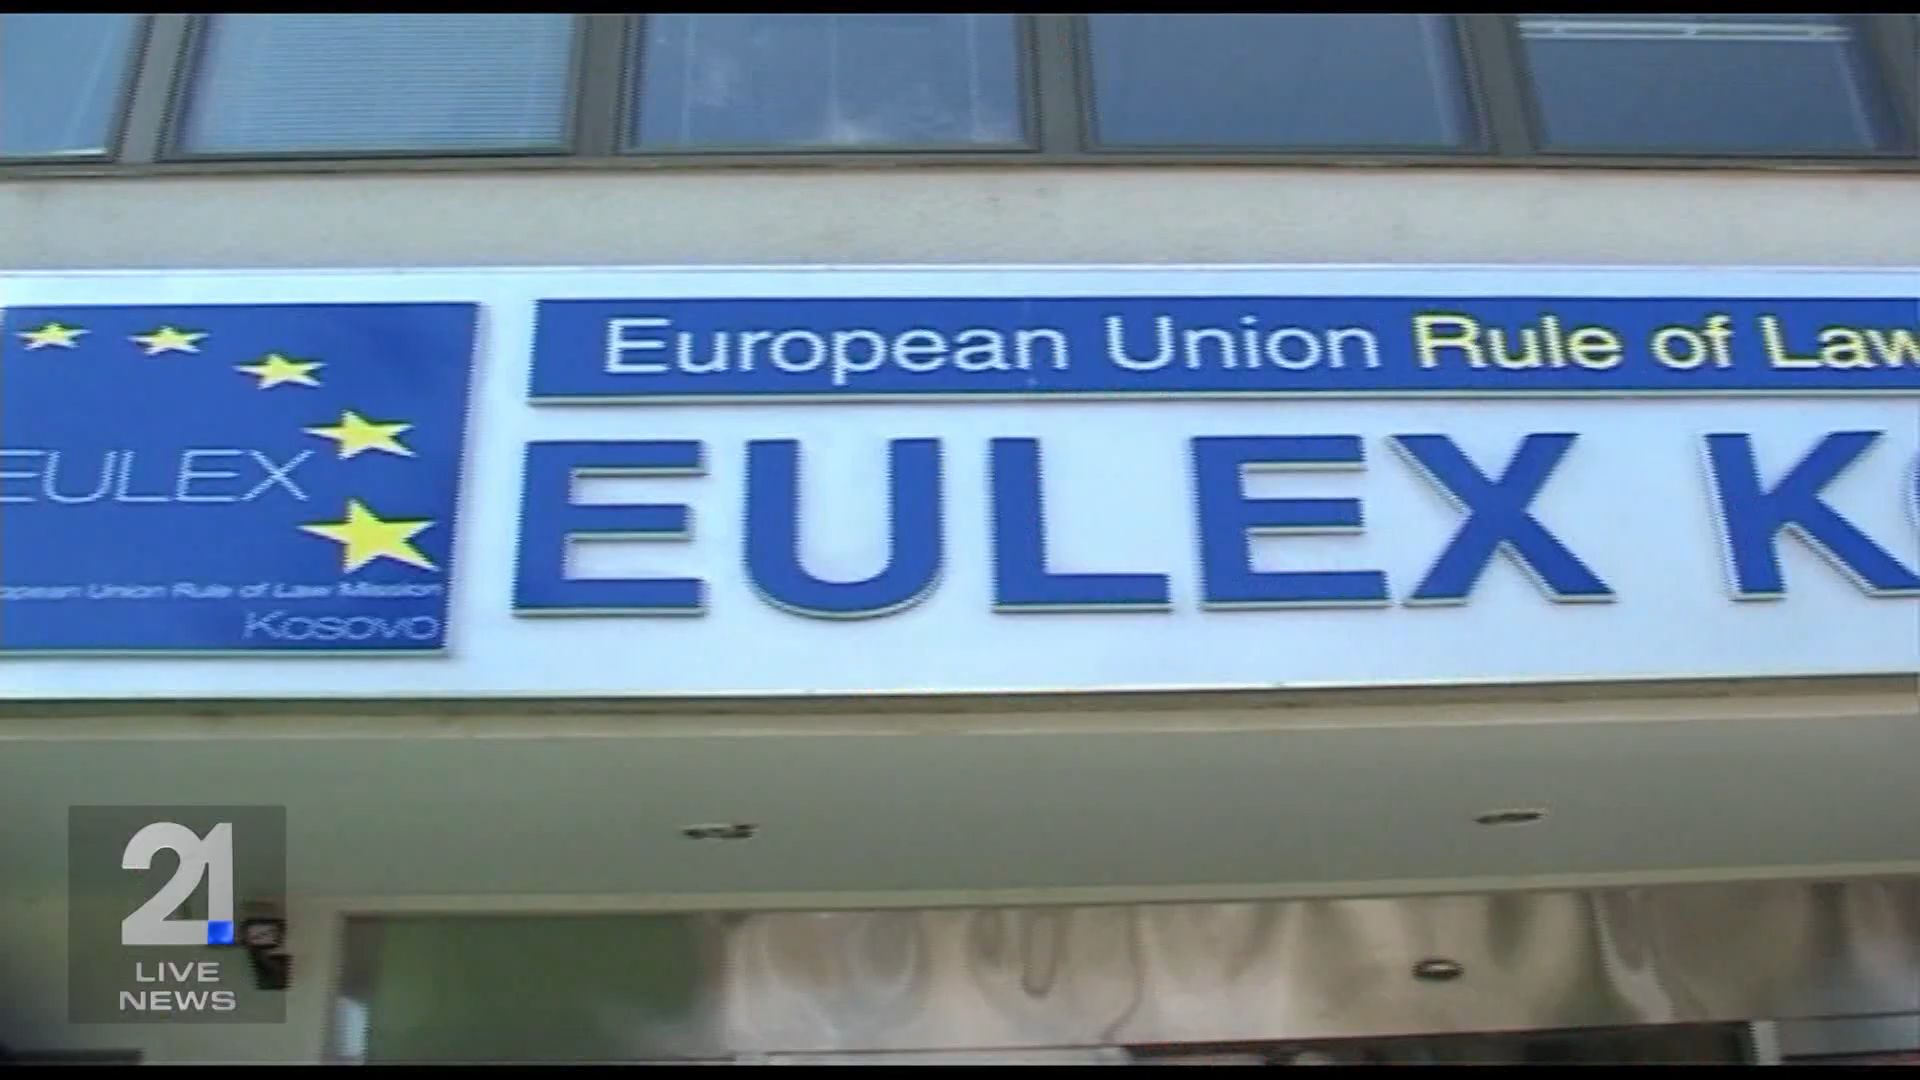 European Union Rule of Law
EULEX K
EULEX
European Union Rule of Law Mission
Kosovo
21
LIVE
NEWS